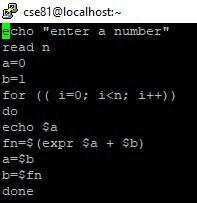 cse81@localhost:~
echo "enter a number"
read n
a=0
b=1
for (( i=0; i<n; i++))
do
echo $a
fn=$(expr $a + $b)
a=$b
b=$fn
done